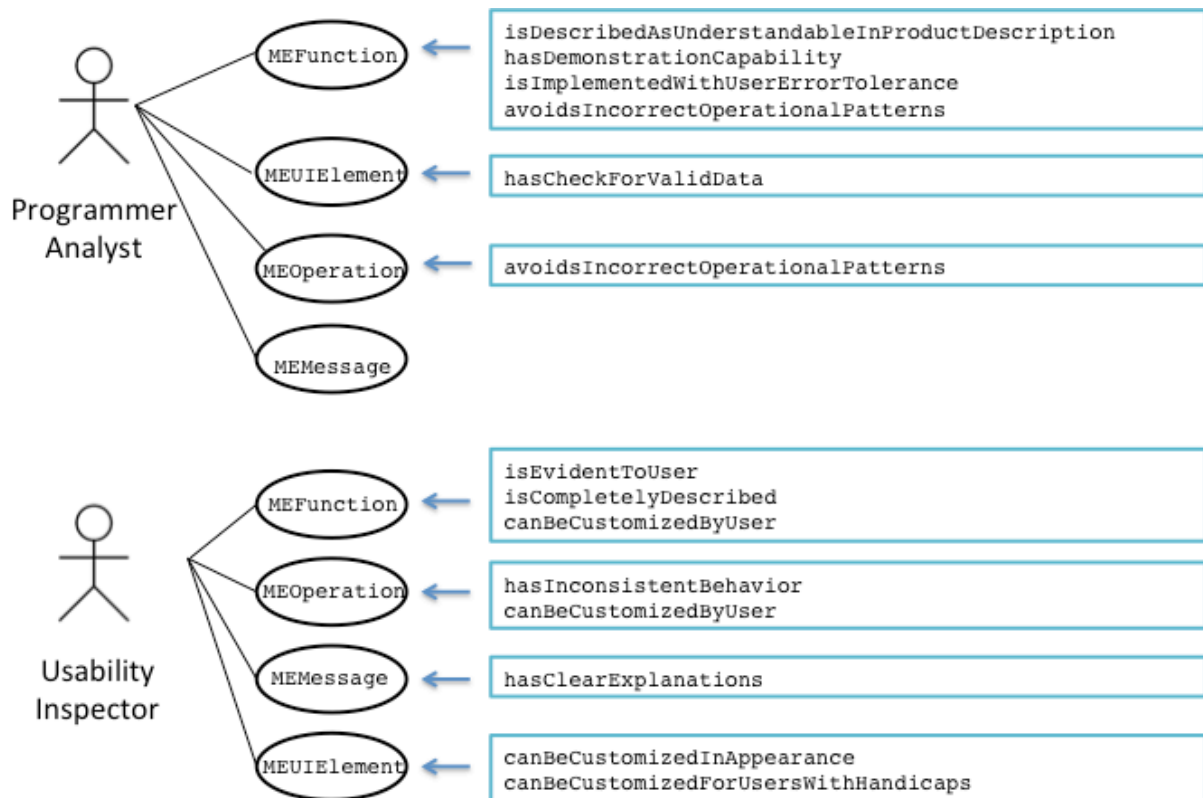 MEFunction
isDescribedAsUnderstandableInProductDescription
hasDemonstrationCapability
isImplementedWithUserErrorTolerance
avoidsIncorrectOperationalPatterns
MEUIElement
hasCheckForValidData
Programmer
Analyst
MEOperation
avoidsIncorrectOperationalPatterns
MEMessage
MEFunction
isEvidentToUser
isCompletelyDescribed
canBeCustomizedByUser
MEOperation
hasInconsistentBehavior
canBeCustomizedByUser
Usability
Inspector
MEMessage
hasClearExplanations
MEUIElement
canBeCustomizedInAppearance
canBeCustomizedForUsersWithHandicaps